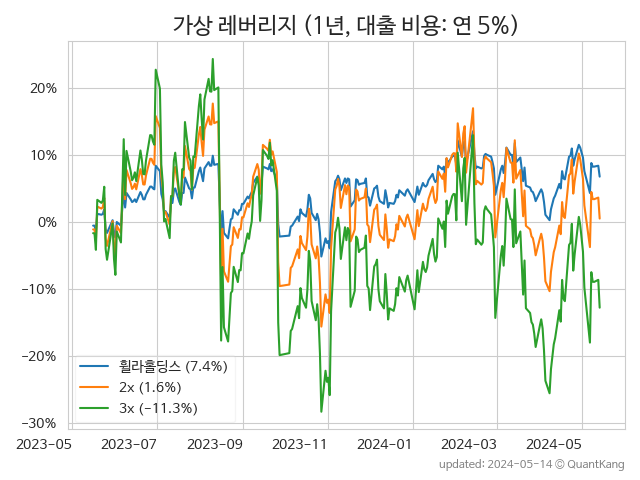 가상 레버리지 (1년, 대출 비용: 연 5%)
20%
10%
0%
−10%
−20%
−30%
휠라홀딩스 (7.4%)
2x (1.6%)
3x (−11.3%)
2023-05 2023-07 2023-09 2023-11 2024-01 2024-03 2024-05
updated: 2024-05-14 © QuantKang